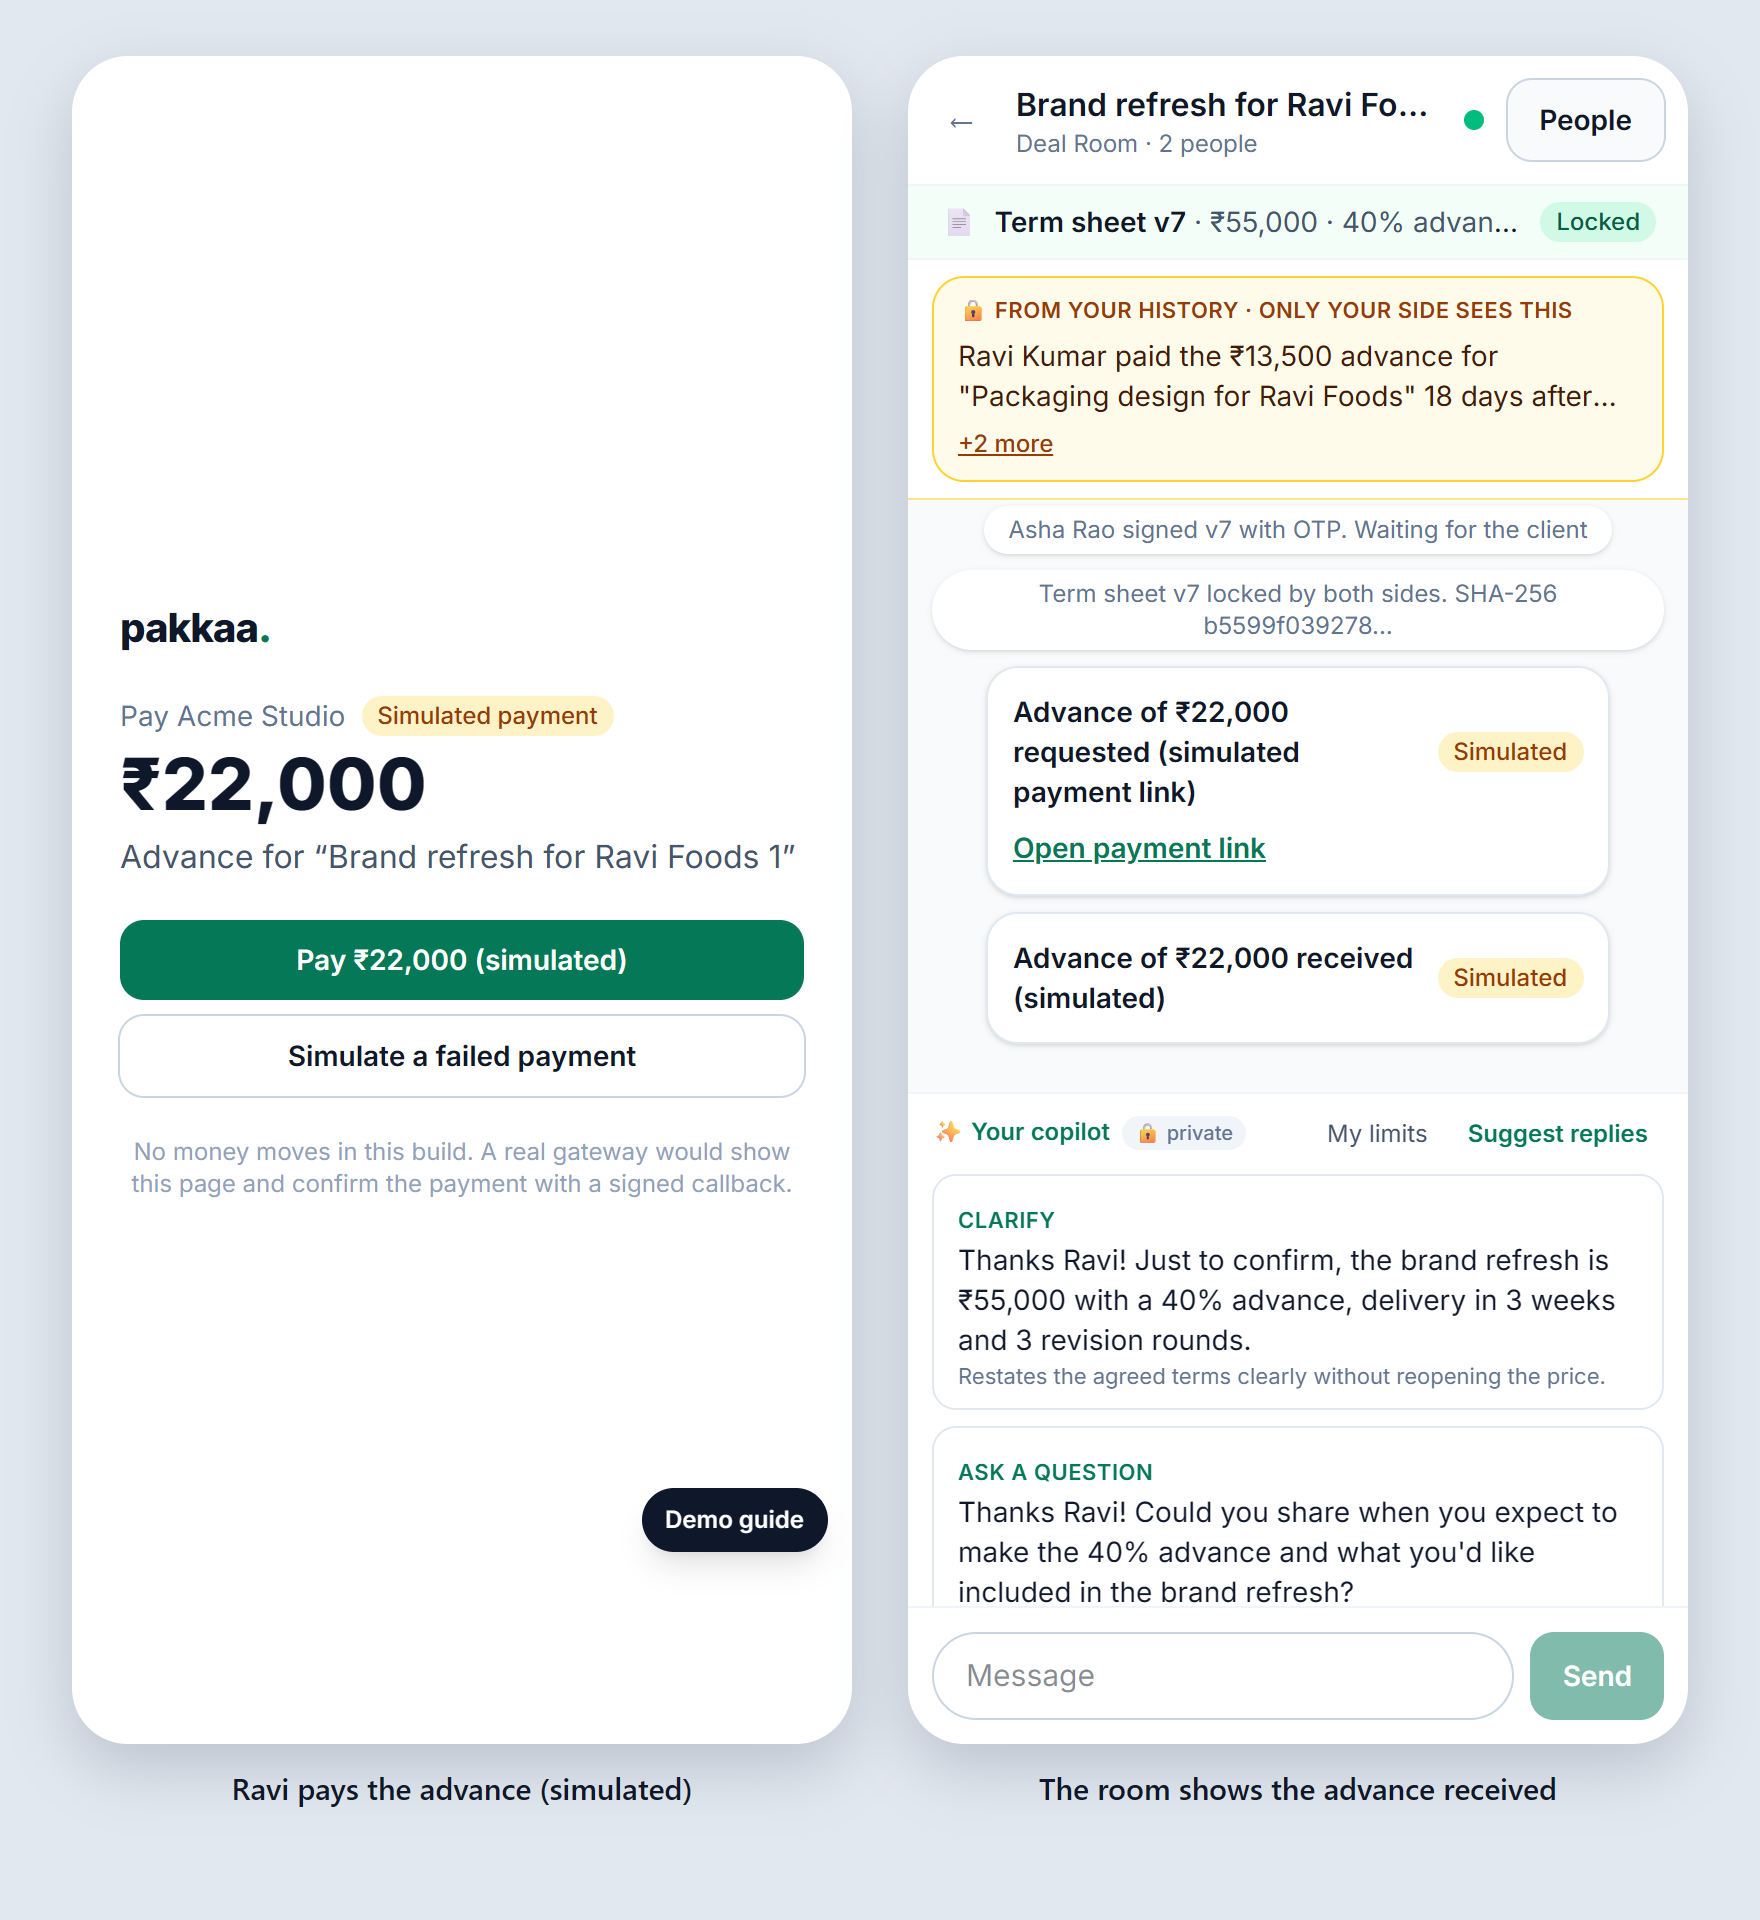 pakkaa.
Pay Acme Studio Simulated payment
₹22,000
Advance for “Brand refresh for Ravi Foods 1”
Pay ₹22,000 (simulated)
Simulate a failed payment
No money moves in this build. A real gateway would show
this page and confirm the payment with a signed callback.
Demo guide
Ravi pays the advance (simulated)
← Brand refresh for Ravi Fo...
Deal Room · 2 people
People
Term sheet v7 · ₹55,000 · 40% advan... Locked
FROM YOUR HISTORY · ONLY YOUR SIDE SEES THIS
Ravi Kumar paid the ₹13,500 advance for
"Packaging design for Ravi Foods" 18 days after...
+2 more
Asha Rao signed v7 with OTP. Waiting for the client
Term sheet v7 locked by both sides. SHA-256
b5599f039278...
Advance of ₹22,000
requested (simulated
payment link)
Simulated
Open payment link
Advance of ₹22,000 received
(simulated)
Simulated
Your copilot private My limits Suggest replies
CLARIFY
Thanks Ravi! Just to confirm, the brand refresh is
₹55,000 with a 40% advance, delivery in 3 weeks
and 3 revision rounds.
Restates the agreed terms clearly without reopening the price.
ASK A QUESTION
Thanks Ravi! Could you share when you expect to
make the 40% advance and what you'd like
included in the brand refresh?
Message Send
The room shows the advance received